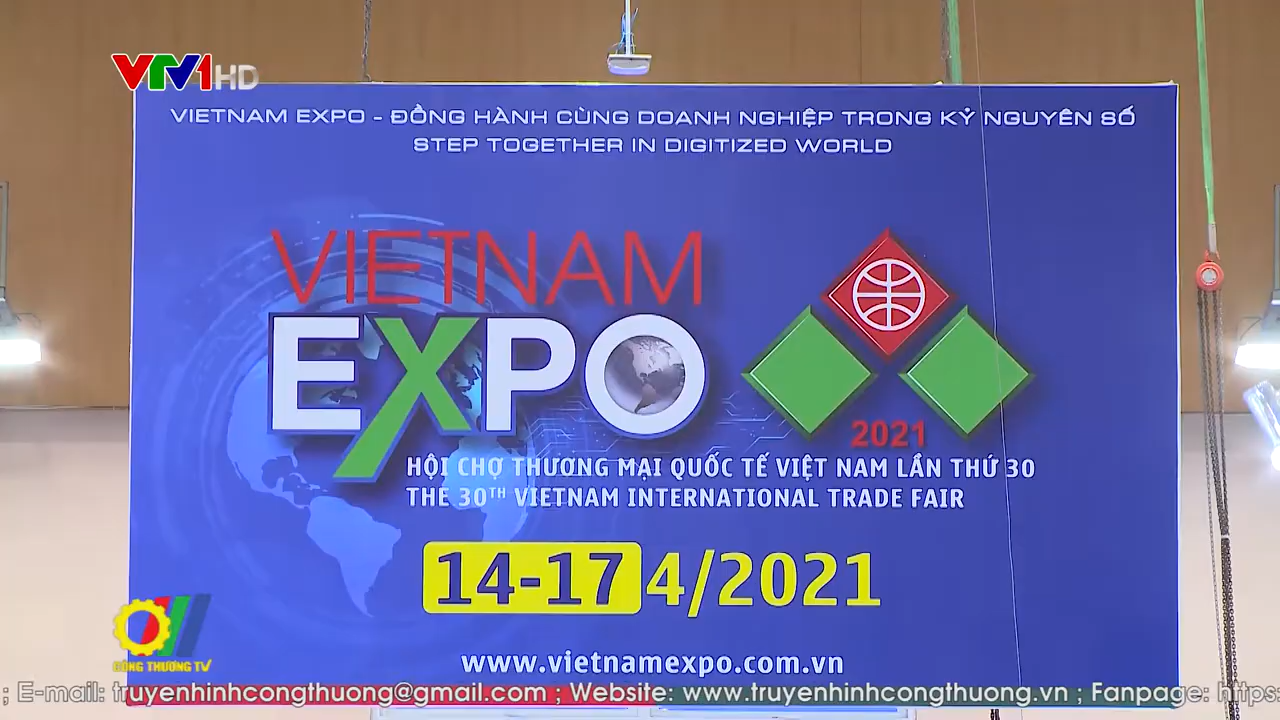 VTV1 HD
VIETNAM EXPO - ĐỒNG HÀNH CÙNG DOANH NGHIỆP TRONG KỶ NGUYÊN SỐ
STEP TOGETHER IN DIGITIZED WORLD
VIETNAM
EXPO
2021
HỘI CHỢ THƯƠNG MẠI QUỐC TẾ VIỆT NAM LẦN THỨ 30
THE 30TH VIETNAM INTERNATIONAL TRADE FAIR
14-17 4/2021
www.vietnamexpo.com.vn
CÔNG THƯƠNG TV
; E-mail: truyenhinhcongthuong@gmail.com ; Website: www.truyenhinhcongthuong.vn ; Fanpage: https: